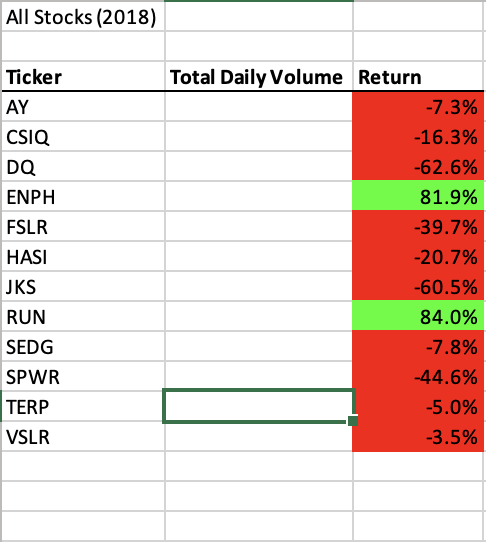 All Stocks (2018)
Ticker Total Daily Volume Return
AY -7.3%
CSIQ -16.3%
DQ -62.6%
ENPH 81.9%
FSLR -39.7%
HASI -20.7%
JKS -60.5%
RUN 84.0%
SEDG -7.8%
SPWR -44.6%
TERP -5.0%
VSLR -3.5%